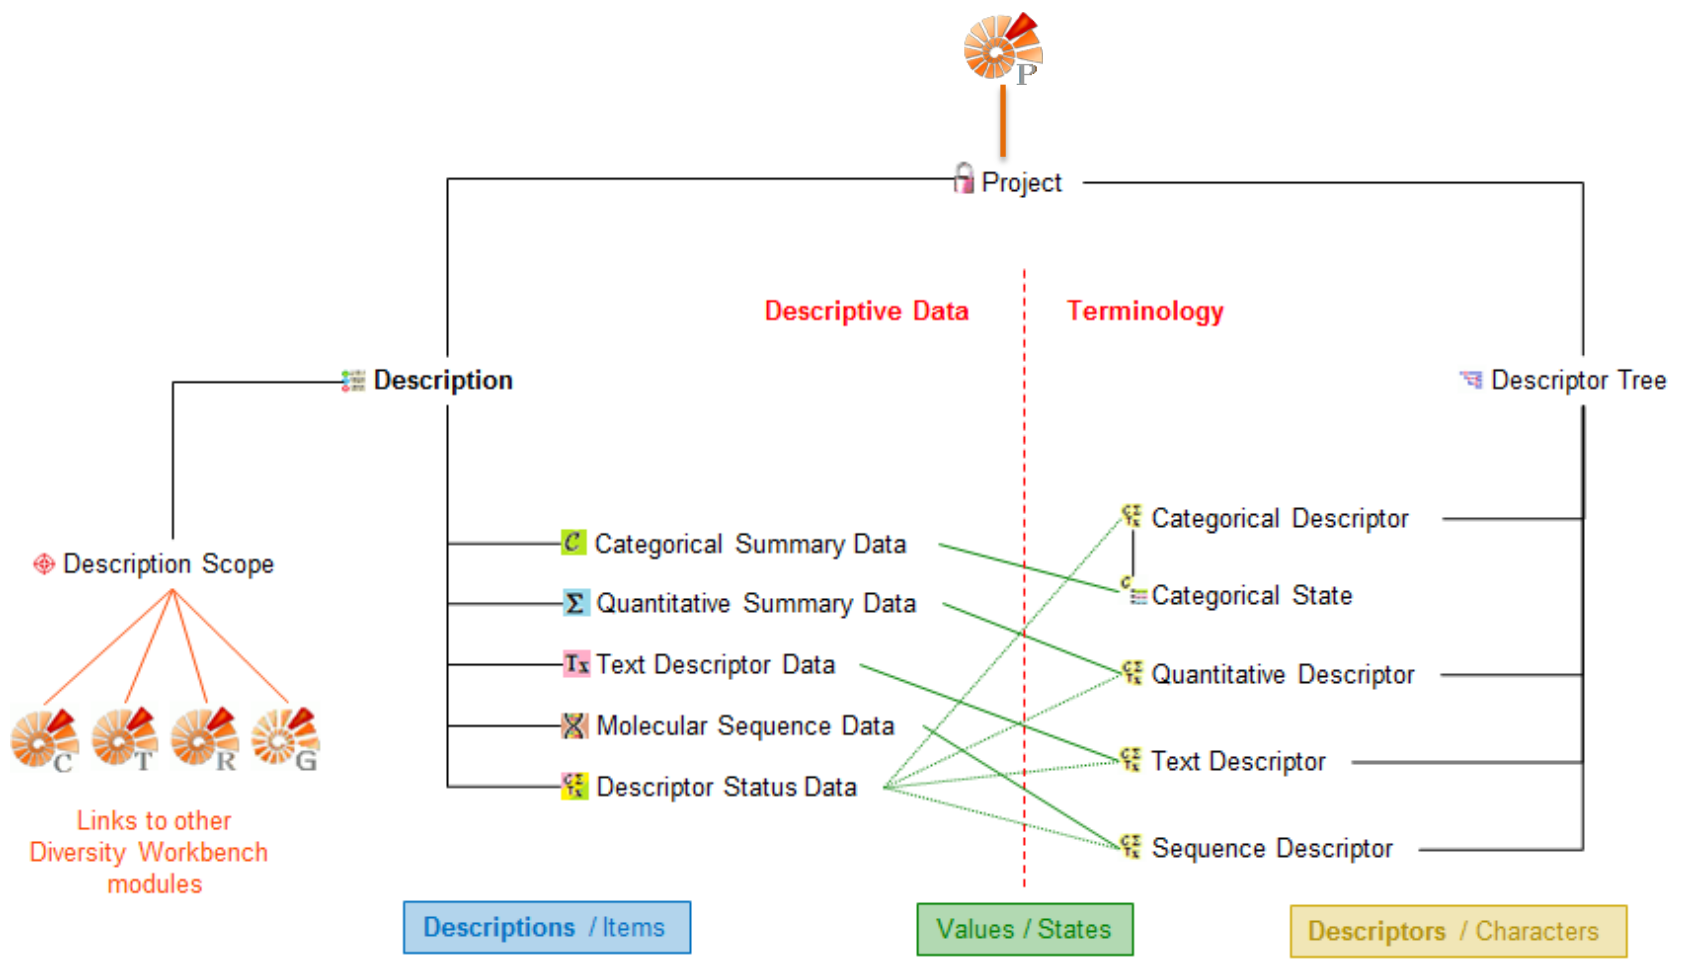 P
Project
Descriptive Data
Terminology
Description
Descriptor Tree
Categorical Descriptor
C Categorical Summary Data
Description Scope
Categorical State
Σ Quantitative Summary Data
Tx Text Descriptor Data
Quantitative Descriptor
Molecular Sequence Data
C T R G
Text Descriptor
Descriptor Status Data
Links to other
Diversity Workbench
modules
Sequence Descriptor
Descriptions / Items
Values / States
Descriptors / Characters